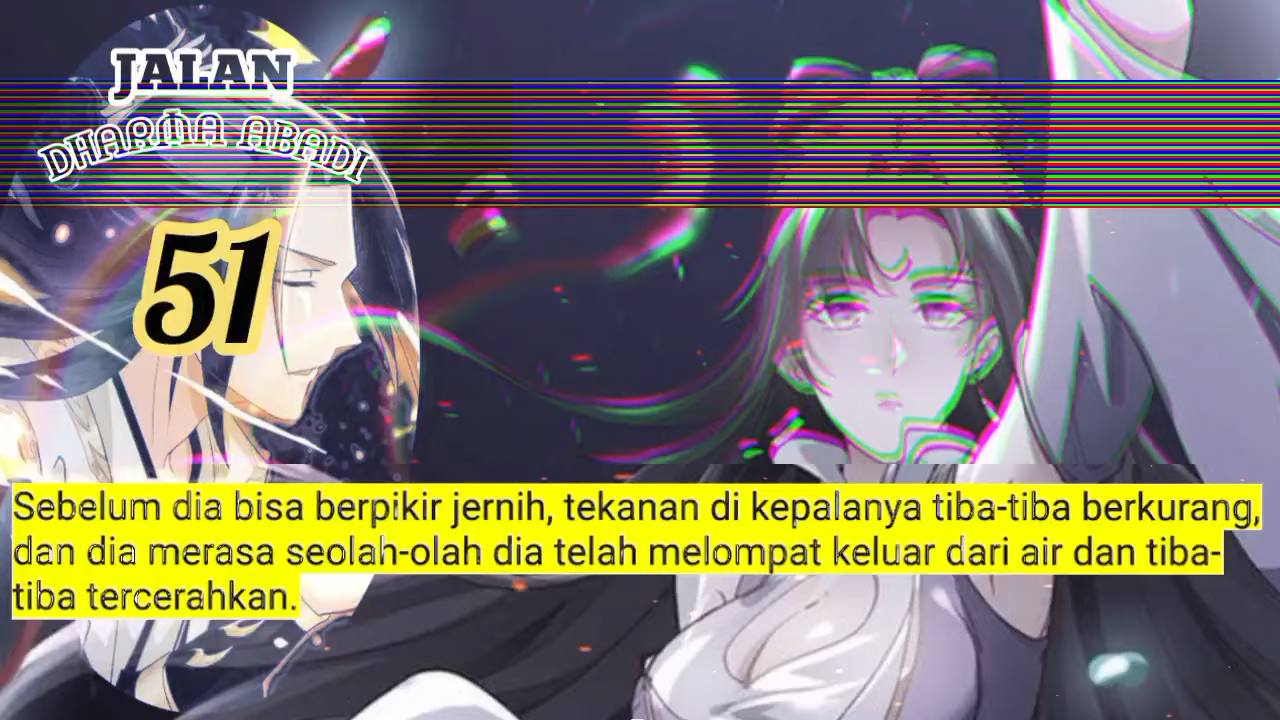 JALAN
DHARMA ABADI
51
Sebelum dia bisa berpikir jernih, tekanan di kepalanya tiba-tiba berkurang,
dan dia merasa seolah-olah dia telah melompat keluar dari air dan tiba-
tiba tercerahkan.